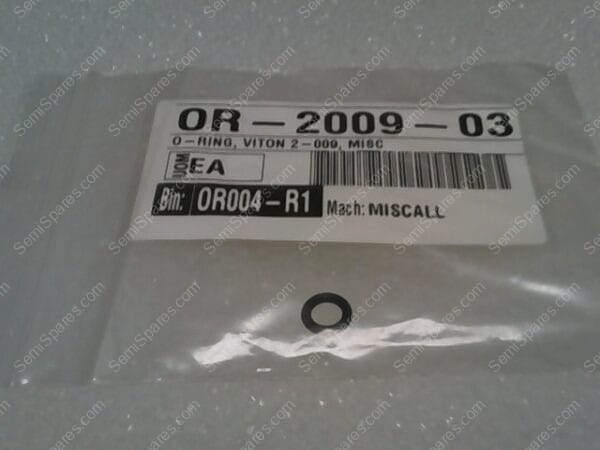 OR-2009-03
O-RING, VITON 2-009, MISC
UOM EA
Bin: OR004-R1 Mach: MISCALL
SemiSpares.com